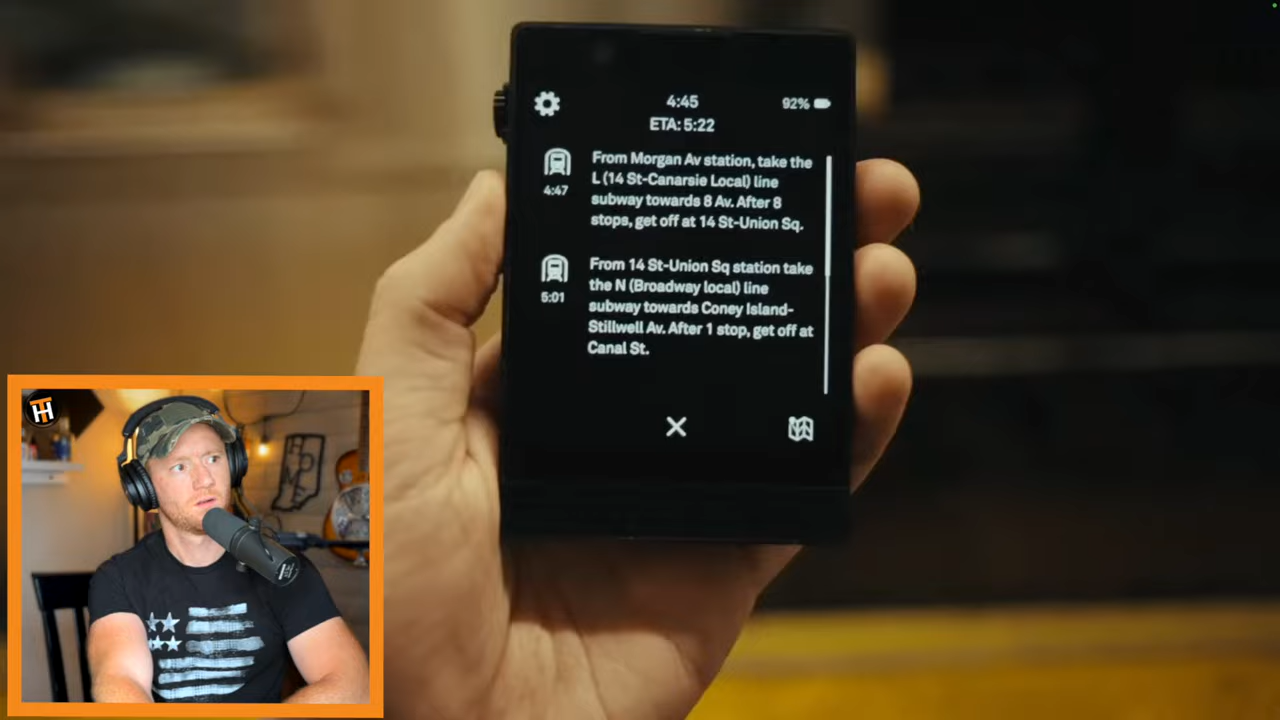 4:45
92%
ETA: 5:22
4:47
From Morgan Av station, take the
L (14 St-Canarsie Local) line
subway towards 8 Av. After 8
stops, get off at 14 St-Union Sq.
5:01
From 14 St-Union Sq station take
the N (Broadway local) line
subway towards Coney Island-
Stillwell Av. After 1 stop, get off at
Canal St.
TH